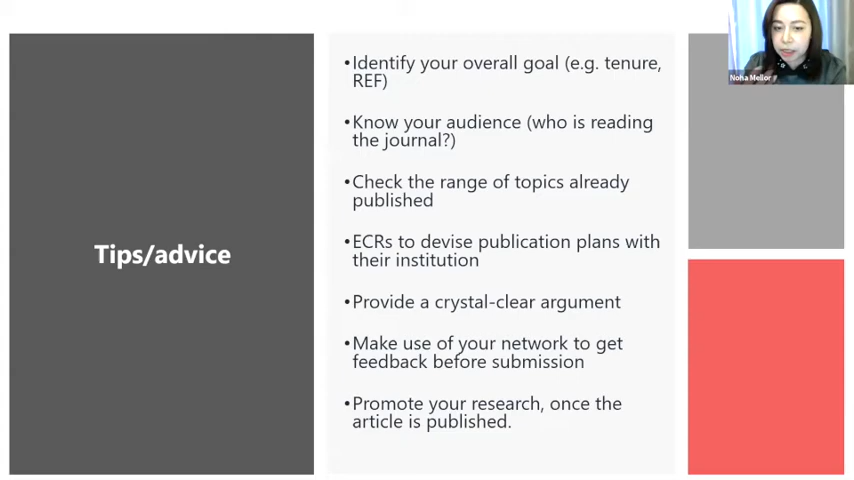 Noha Mellor
Tips/advice
•Identify your overall goal (e.g. tenure,
REF)
•Know your audience (who is reading
the journal?)
•Check the range of topics already
published
•ECRs to devise publication plans with
their institution
•Provide a crystal-clear argument
•Make use of your network to get
feedback before submission
•Promote your research, once the
article is published.